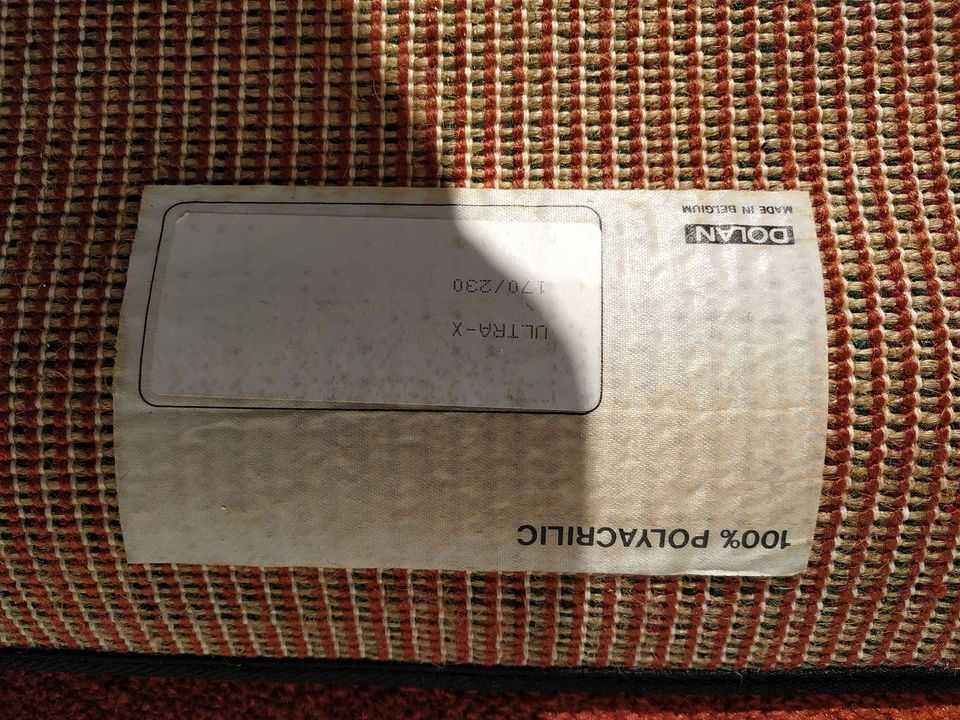 100% POLYACRILIC
ULTRA-X
170/230
DOLAN
MADE IN BELGIUM